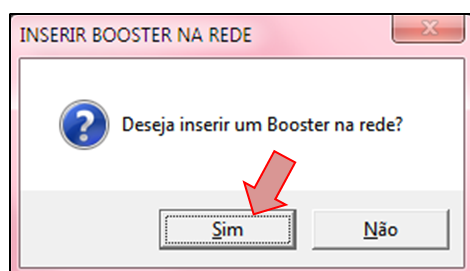 INSERIR BOOSTER NA REDE
Deseja inserir um Booster na rede?
Sim
Não